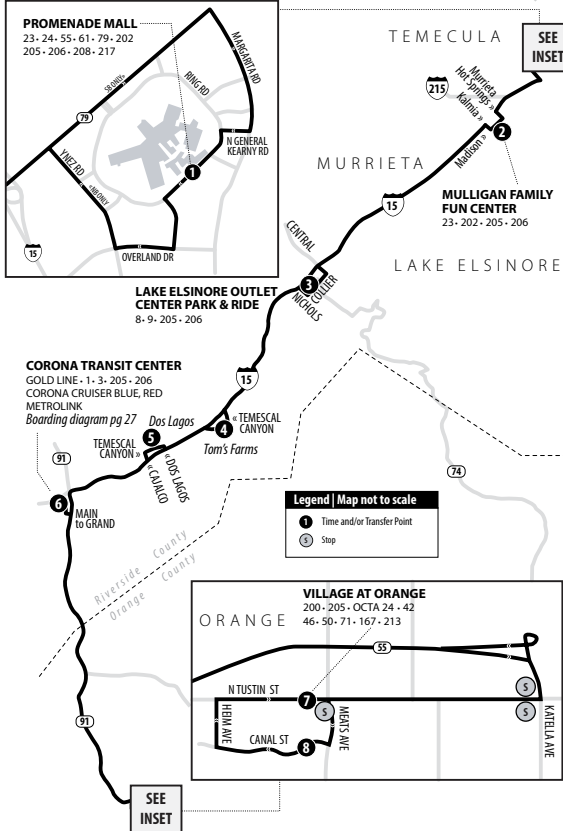 PROMENADE MALL
23 • 24 • 55 • 61 • 79 • 202
205 • 206 • 208 • 217
SB ONLY»
79
RING RD
MARGARITA RD
N GENERAL
KEARNY RD
YNEZ RD
«NB ONLY
1
15
OVERLAND DR
TEMECULA
SEE
INSET
215
Murrieta
Hot Springs »
Kalmia »
Madison »
2
MURRIETA
MULLIGAN FAMILY
FUN CENTER
23 • 202 • 205 • 206
15
LAKE ELSINORE
CENTRAL
COLLIER
NICHOLS
3
LAKE ELSINORE OUTLET
CENTER PARK & RIDE
8 • 9 • 205 • 206
15
CORONA TRANSIT CENTER
GOLD LINE • 1 • 3 • 205 • 206
CORONA CRUISER BLUE, RED
METROLINK
Boarding diagram pg 27
Dos Lagos
5
TEMESCAL
CANYON »
« CAJALCO
« DOS LAGOS
4
« TEMESCAL
CANYON
Tom's Farms
91
6
MAIN
to GRAND
74
Legend | Map not to scale
1 Time and/or Transfer Point
S Stop
Riverside County
Orange County
91
SEE
INSET
ORANGE
VILLAGE AT ORANGE
200 • 205 • OCTA 24 • 42
46 • 50 • 71 • 167 • 213
55
N TUSTIN ST
7
S
S
S
HEIM AVE
CANAL ST
8
MEATS AVE
KATELLA AVE